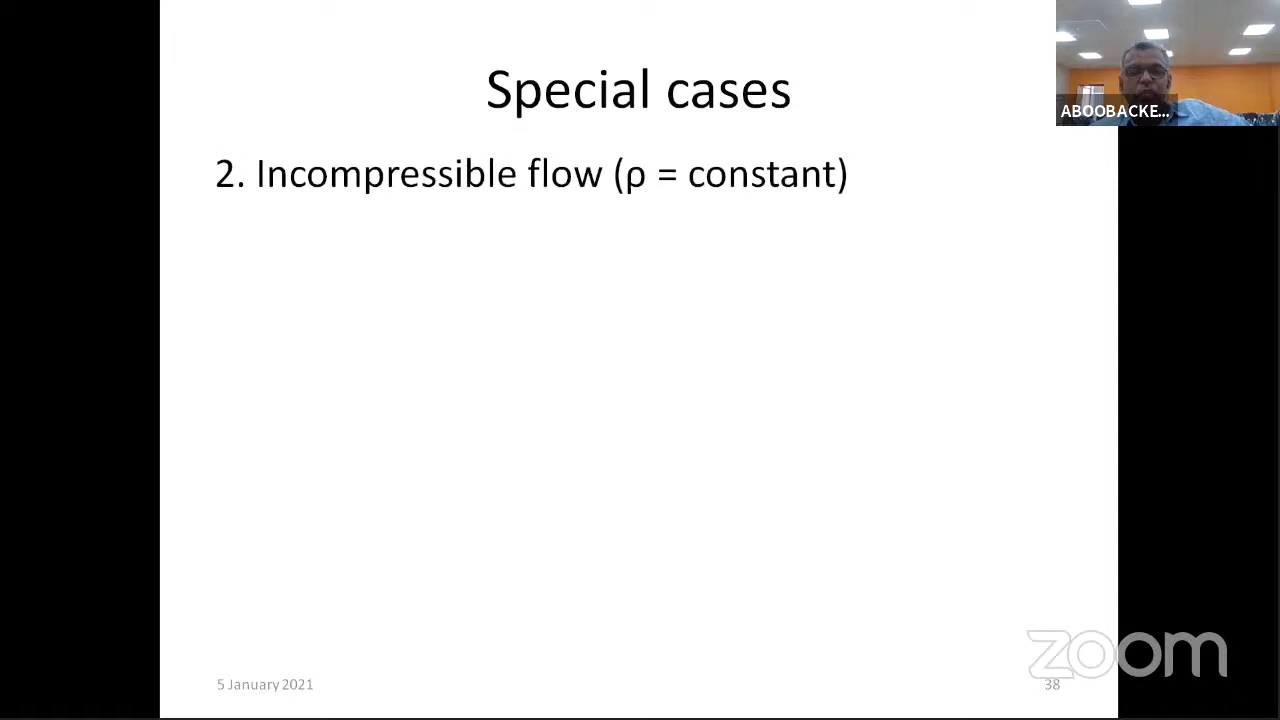 Special cases
ABOOBACKE...
2. Incompressible flow (ρ = constant)
zoom
5 January 2021
38